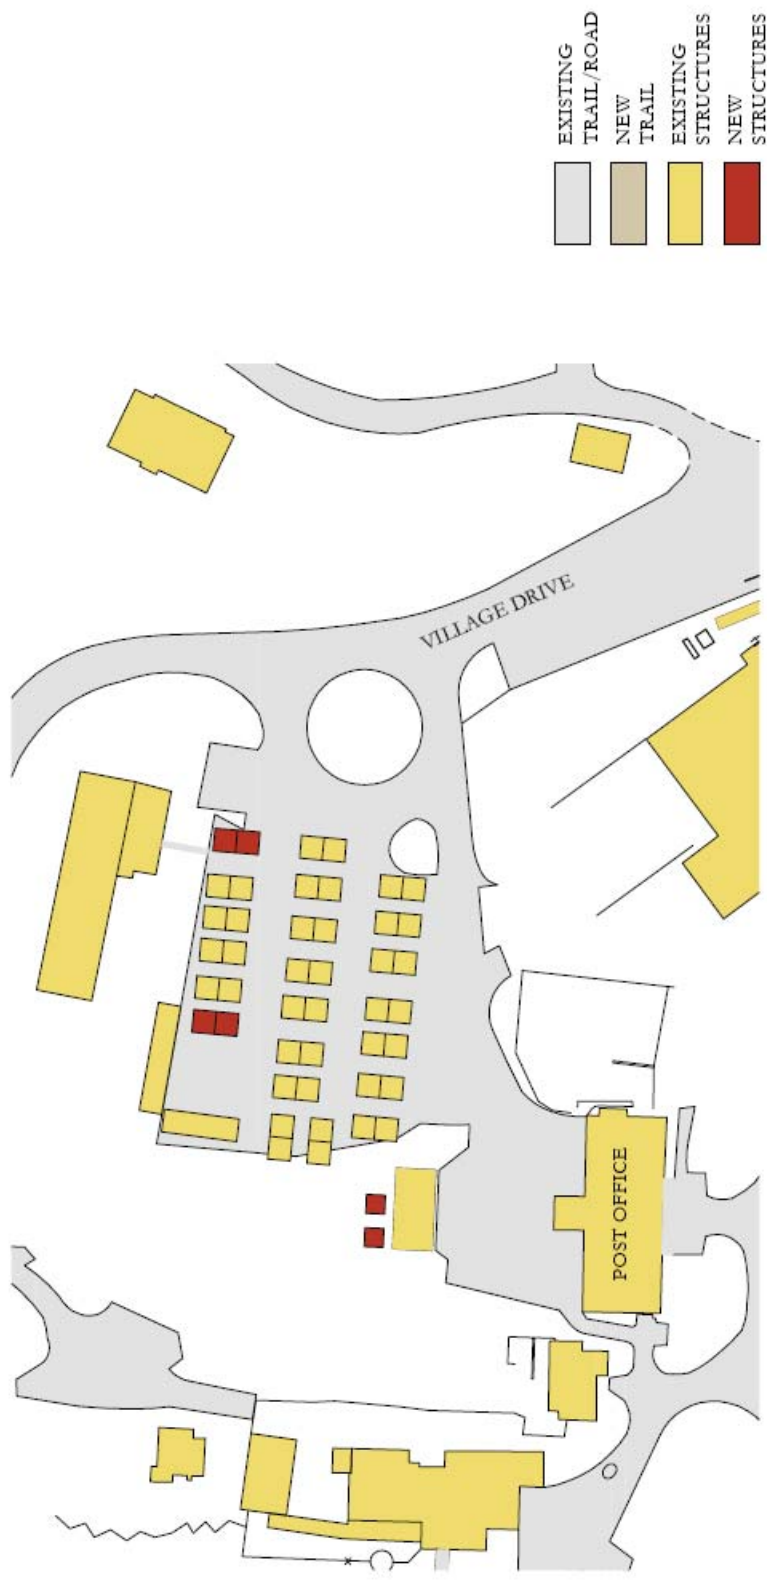 EXISTING
TRAIL/ROAD
NEW
TRAIL
EXISTING
STRUCTURES
NEW
STRUCTURES
VILLAGE DRIVE
POST OFFICE